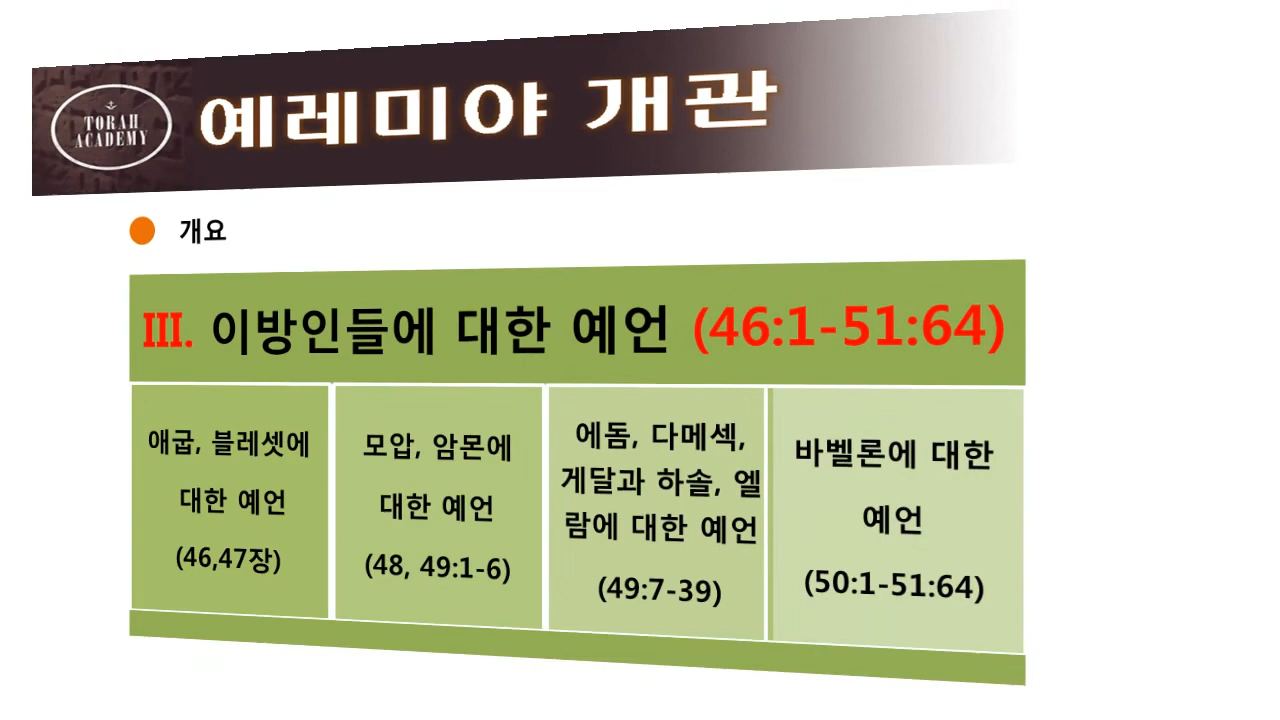 TORAH
ACADEMY
예레미야 개관
개요
III. 이방인들에 대한 예언 (46:1-51:64)
애굽, 블레셋에
대한 예언
(46,47장)
모압, 암몬에
대한 예언
(48, 49:1-6)
에돔, 다메섹,
게달과 하솔, 엘
람에 대한 예언
(49:7-39)
바벨론에 대한
예언
(50:1-51:64)